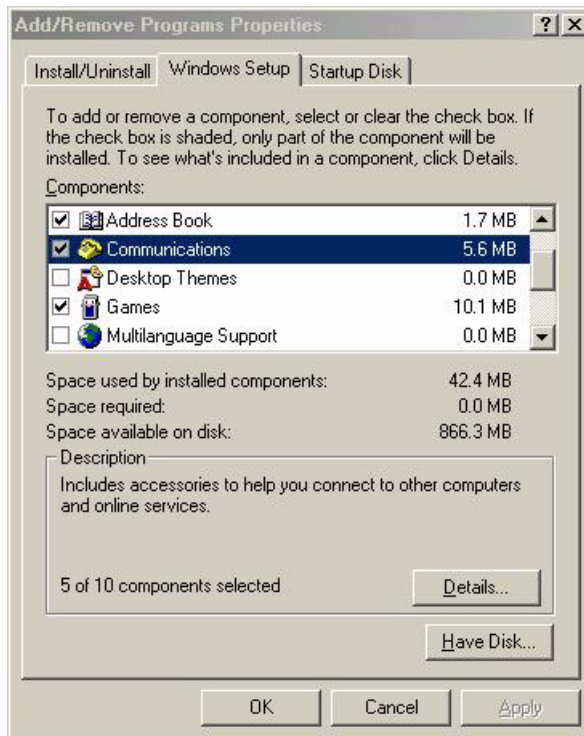 Add/Remove Programs Properties
Install/Uninstall Windows Setup Startup Disk
To add or remove a component, select or clear the check box. If
the check box is shaded, only part of the component will be
installed. To see what's included in a component, click Details.
Components:
Address Book 1.7 MB
Communications 5.6 MB
Desktop Themes 0.0 MB
Games 10.1 MB
Multilanguage Support 0.0 MB
Space used by installed components: 42.4 MB
Space required: 0.0 MB
Space available on disk: 866.3 MB
Description
Includes accessories to help you connect to other computers
and online services.
5 of 10 components selected
Details...
Have Disk...
OK Cancel Apply